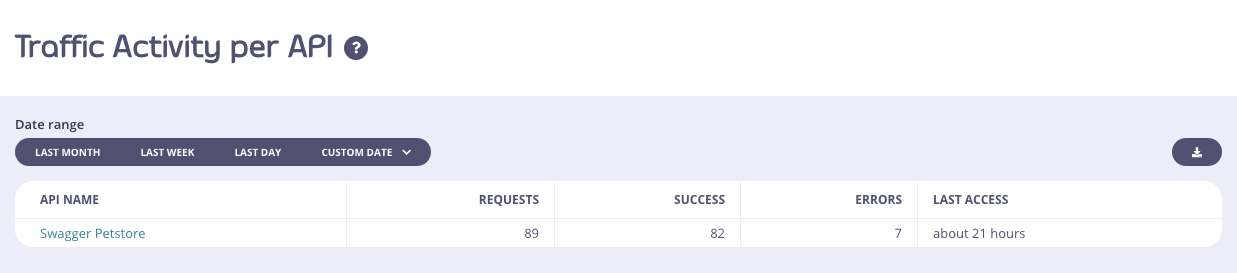 Traffic Activity per API ?
Date range
LAST MONTH LAST WEEK LAST DAY CUSTOM DATE
API NAME REQUESTS SUCCESS ERRORS LAST ACCESS
Swagger Petstore 89 82 7 about 21 hours